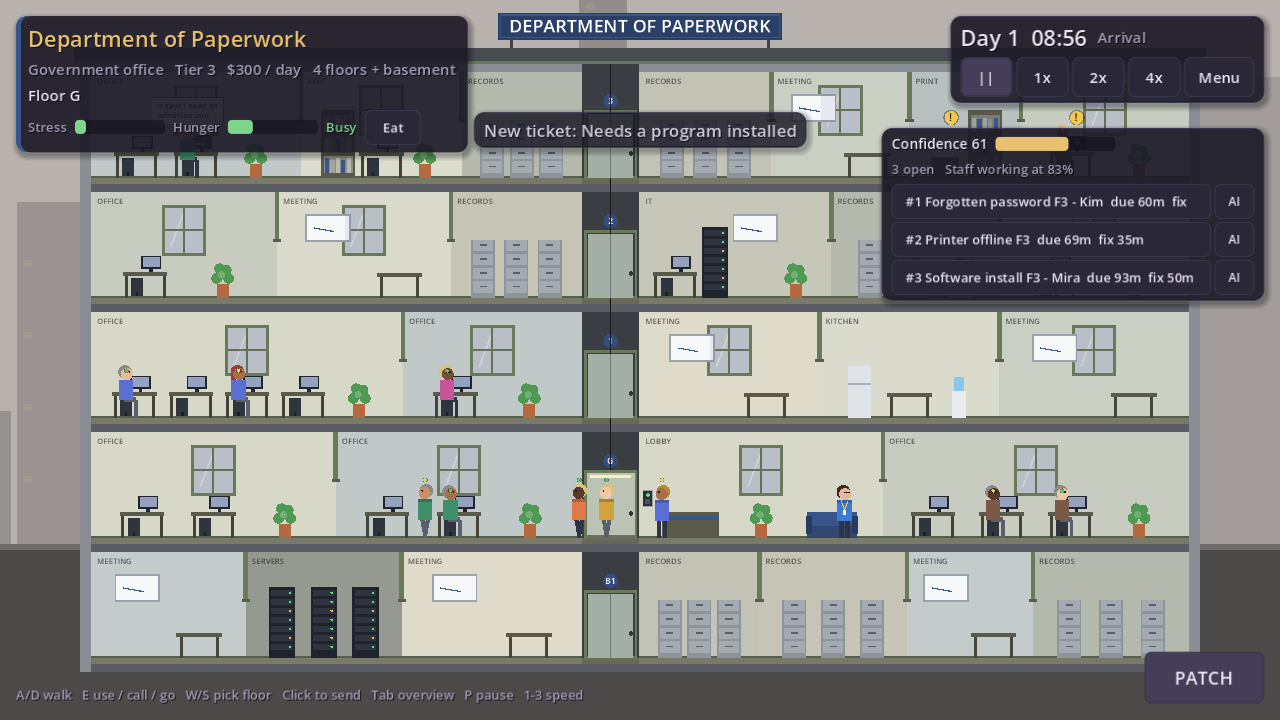 DEPARTMENT OF PAPERWORK
Department of Paperwork
Government office Tier 3 $300 / day 4 floors + basement
Floor G
Stress Hunger Busy Eat
Day 1 08:56 Arrival
|| 1x 2x 4x Menu
New ticket: Needs a program installed
Confidence 61
3 open Staff working at 83%
#1 Forgotten password F3 - Kim due 60m fix AI
#2 Printer offline F3 due 69m fix 35m AI
#3 Software install F3 - Mira due 93m fix 50m AI
RECORDS 3 RECORDS MEETING PRINT
OFFICE MEETING RECORDS 2 IT RECORDS
OFFICE OFFICE 1 MEETING KITCHEN MEETING
OFFICE OFFICE G LOBBY OFFICE
MEETING SERVERS MEETING B1 RECORDS RECORDS MEETING RECORDS
A/D walk E use / call / go W/S pick floor Click to send Tab overview P pause 1-3 speed
PATCH